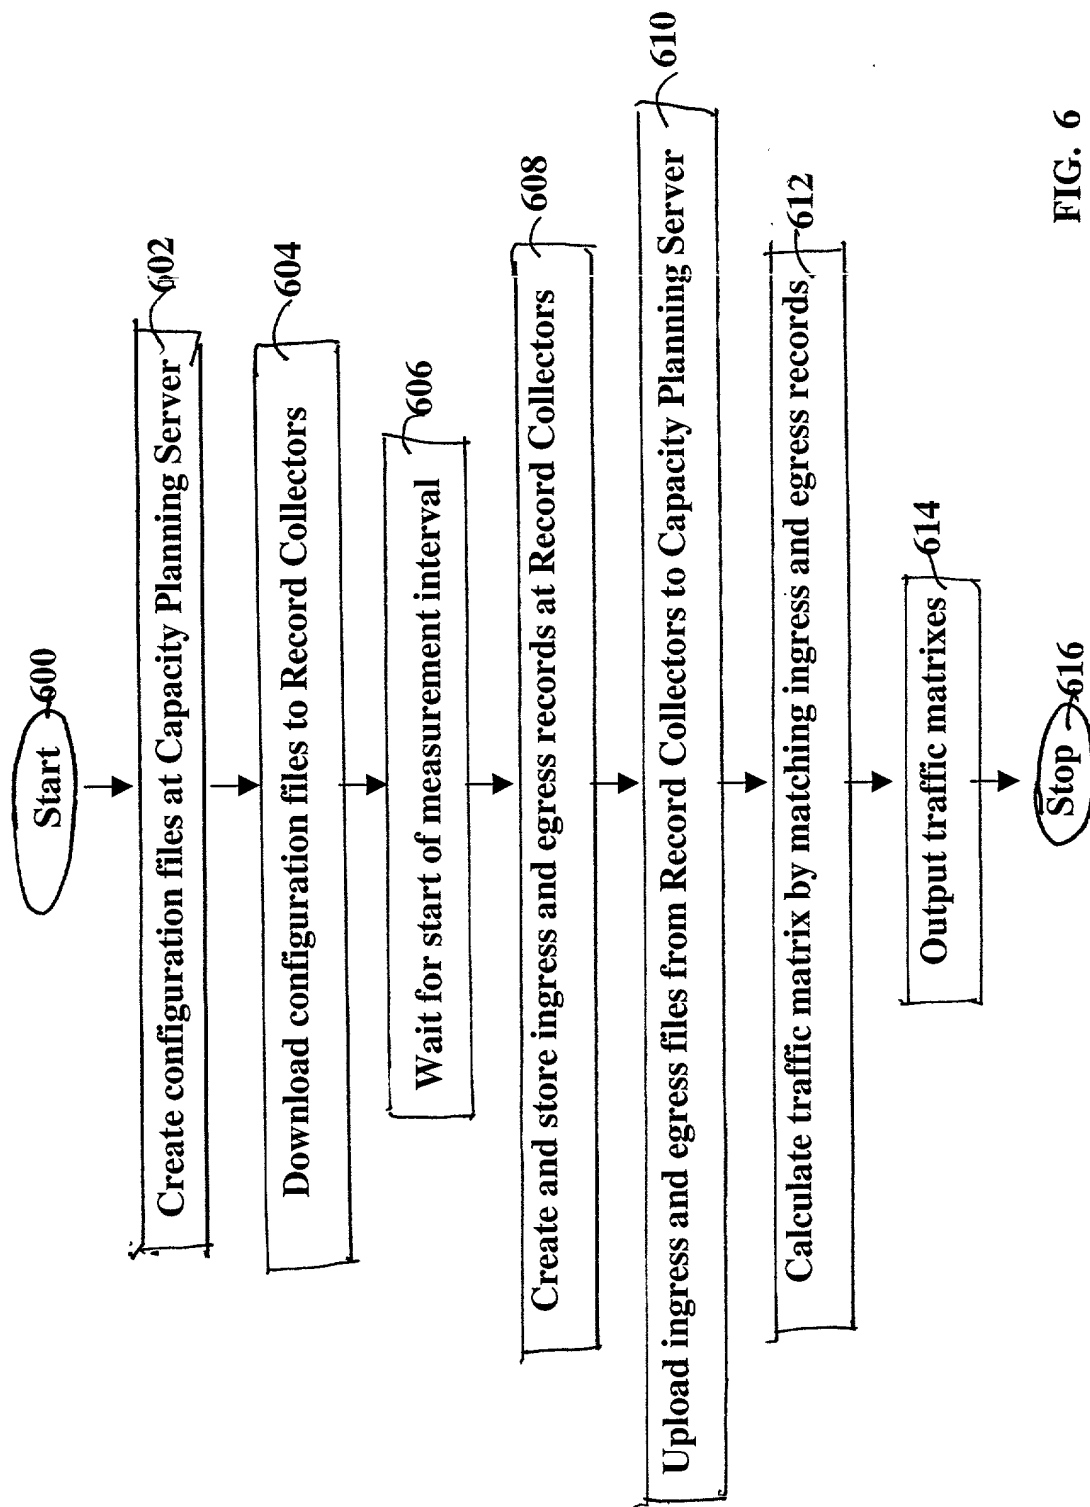 Start
600
Create configuration files at Capacity Planning Server
602
Download configuration files to Record Collectors
604
Wait for start of measurement interval
606
Create and store ingress and egress records at Record Collectors
608
Upload ingress and egress files from Record Collectors to Capacity Planning Server
610
Calculate traffic matrix by matching ingress and egress records
612
Output traffic matrixes
614
Stop
616
FIG. 6